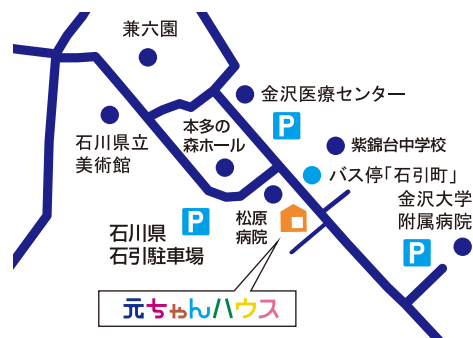 兼六園
金沢医療センター
P
本多の
森ホール
石川県立
美術館
紫錦台中学校
バス停「石引町」
金沢大学
附属病院
P
松原
病院
P
石川県
石引駐車場
元ちゃんハウス